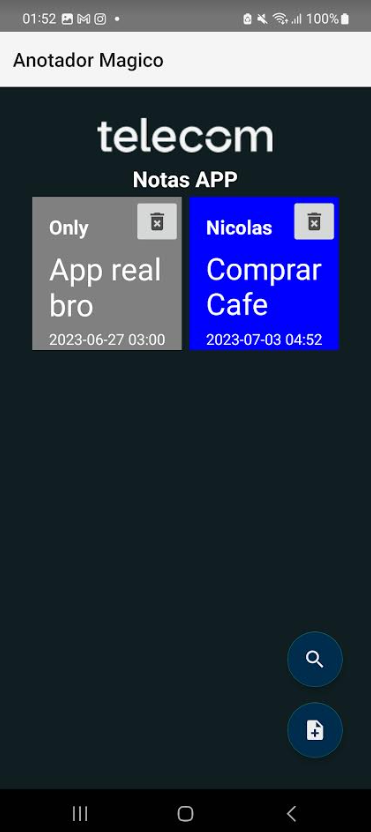 01:52 100%
Anotador Magico
telecom
Notas APP
Only
App real
bro
2023-06-27 03:00
Nicolas
Comprar
Cafe
2023-07-03 04:52